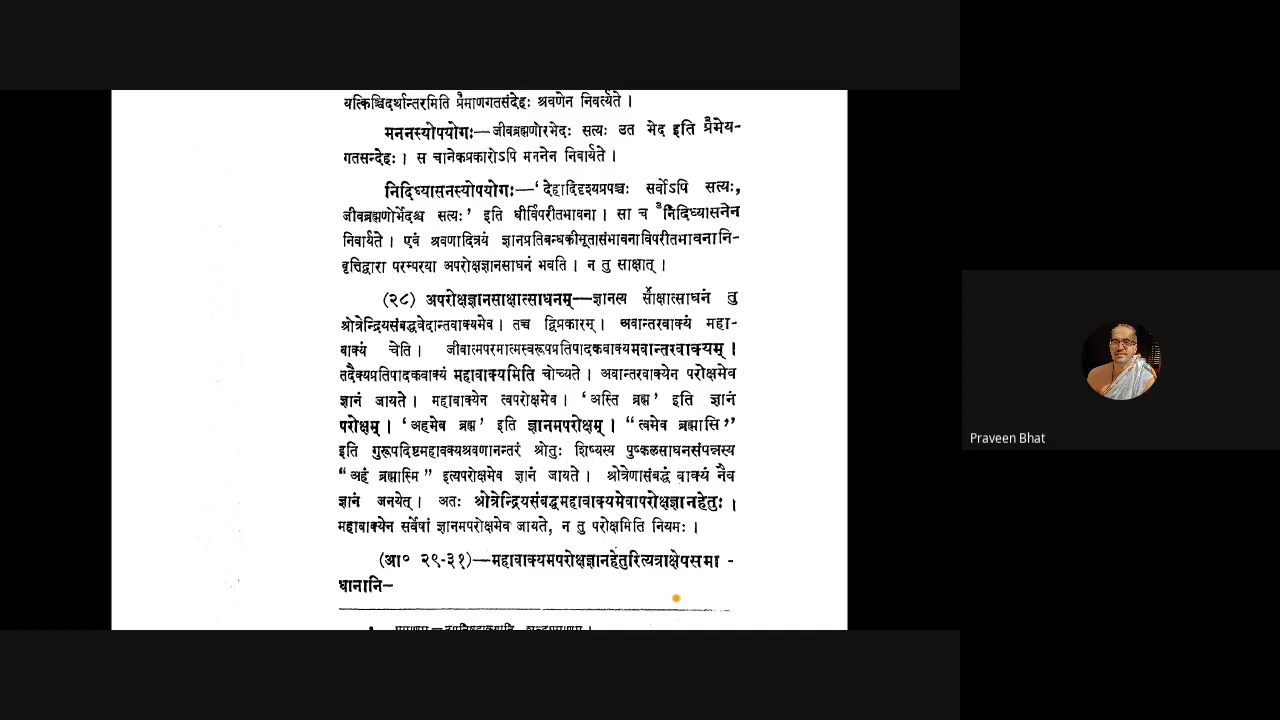 यत्किञ्चिदर्थान्तरमिति प्रमाणगतसंदेहः श्रवणेन निवर्त्यते ।
मननस्योपयोगः—जीवब्रह्मणोरभेदः सत्यः उत भेद इति प्रमेय-
गतसन्देहः । स चानेकप्रकारोऽपि मननेन निवार्यते ।
निदिध्यासनस्योपयोगः—‘देहादिदृश्यप्रपञ्चः सर्वोऽपि सत्यः,
जीवब्रह्मणोर्भेदश्च सत्यः’ इति धीर्विपरीतभावना । सा च निदिध्यासनेन
निवार्यते । एवं श्रवणादित्रयं ज्ञानप्रतिबन्धकीभूतासंभावनाविपरीतभावनानि-
वृत्तिद्वारा परम्परया अपरोक्षज्ञानसाधनं भवति । न तु साक्षात् ।
(२८) अपरोक्षज्ञानसाक्षात्साधनम्—ज्ञानस्य साक्षात्साधनं तु
श्रोत्रेन्द्रियसंबद्धवेदान्तवाक्यमेव । तच्च द्विप्रकारम् । अवान्तरवाक्यं महा-
वाक्यं चेति । जीवात्मपरमात्मस्वरूपप्रतिपादकवाक्यमवान्तरवाक्यम् ।
तदैक्यप्रतिपादकवाक्यं महावाक्यमिति चोच्यते । अवान्तरवाक्येन परोक्षमेव
ज्ञानं जायते । महावाक्येन त्वपरोक्षमेव । ‘अस्ति ब्रह्म’ इति ज्ञानं
परोक्षम् । ‘अहमेव ब्रह्म’ इति ज्ञानमपरोक्षम् । “त्वमेव ब्रह्मासि”
इति गुरूपदिष्टमहावक्यश्रवणानन्तरं श्रोतुः शिष्यस्य पुष्कलसाधनसंपन्नस्य
“अहं ब्रह्मास्मि” इत्यपरोक्षमेव ज्ञानं जायते । श्रोत्रेणासंबद्धं वाक्यं नैव
ज्ञानं जनयेत् । अतः श्रोत्रेन्द्रियसंबद्धमहावाक्यमेवापरोक्षज्ञानहेतुः ।
महावाक्येन सर्वेषां ज्ञानमपरोक्षमेव जायते, न तु परोक्षमिति नियमः ।
(आ० २९-३१)—महावाक्यमपरोक्षज्ञानहेतुरित्यत्राक्षेपसमा -
धानानि—
Praveen Bhat